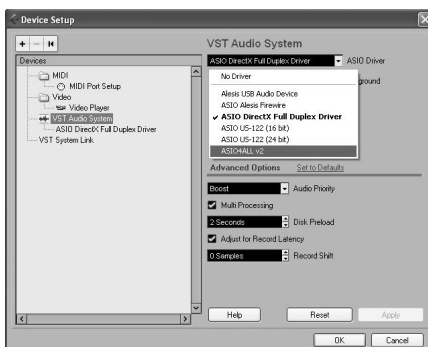 Device Setup
Devices
MIDI
MIDI Port Setup
Video
Video Player
VST Audio System
ASIO DirectX Full Duplex Driver
VST System Link
VST Audio System
ASIO DirectX Full Duplex Driver ASIO Driver
No Driver
ground
Alesis USB Audio Device
ASIO Alesis Firewire
ASIO DirectX Full Duplex Driver
ASIO US-122 (16 bit)
ASIO US-122 (24 bit)
ASIO4ALL v2
Advanced Options Set to Defaults
Boost Audio Priority
Multi Processing
2 Seconds Disk Preload
Adjust for Record Latency
0 Samples Record Shift
Help Reset Apply
OK Cancel